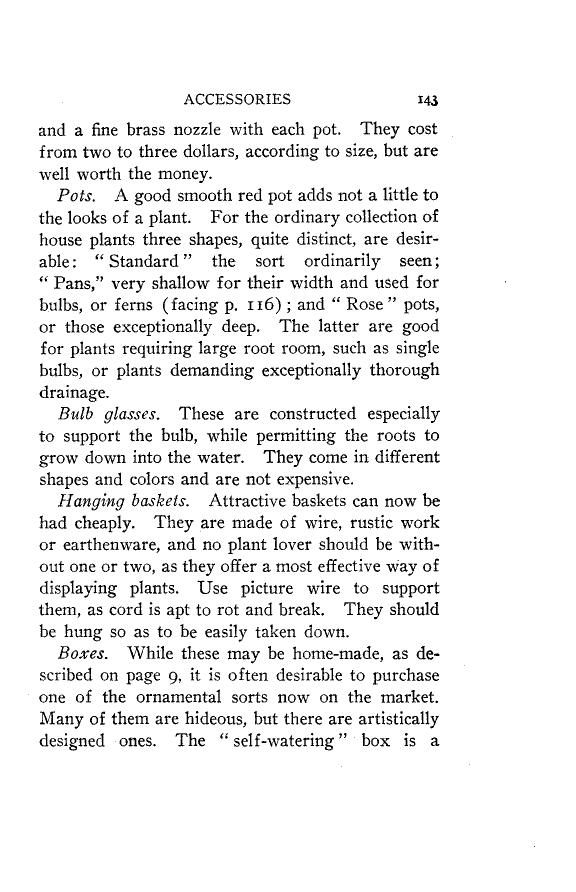 ACCESSORIES 143
and a fine brass nozzle with each pot. They cost
from two to three dollars, according to size, but are
well worth the money.
Pots. A good smooth red pot adds not a little to
the looks of a plant. For the ordinary collection of
house plants three shapes, quite distinct, are desir-
able: “ Standard ” the sort ordinarily seen;
“ Pans,” very shallow for their width and used for
bulbs, or ferns (facing p. 116) ; and “ Rose ” pots,
or those exceptionally deep. The latter are good
for plants requiring large root room, such as single
bulbs, or plants demanding exceptionally thorough
drainage.
Bulb glasses. These are constructed especially
to support the bulb, while permitting the roots to
grow down into the water. They come in different
shapes and colors and are not expensive.
Hanging baskets. Attractive baskets can now be
had cheaply. They are made of wire, rustic work
or earthenware, and no plant lover should be with-
out one or two, as they offer a most effective way of
displaying plants. Use picture wire to support
them, as cord is apt to rot and break. They should
be hung so as to be easily taken down.
Boxes. While these may be home-made, as de-
scribed on page 9, it is often desirable to purchase
one of the ornamental sorts now on the market.
Many of them are hideous, but there are artistically
designed ones. The “ self-watering ” box is a